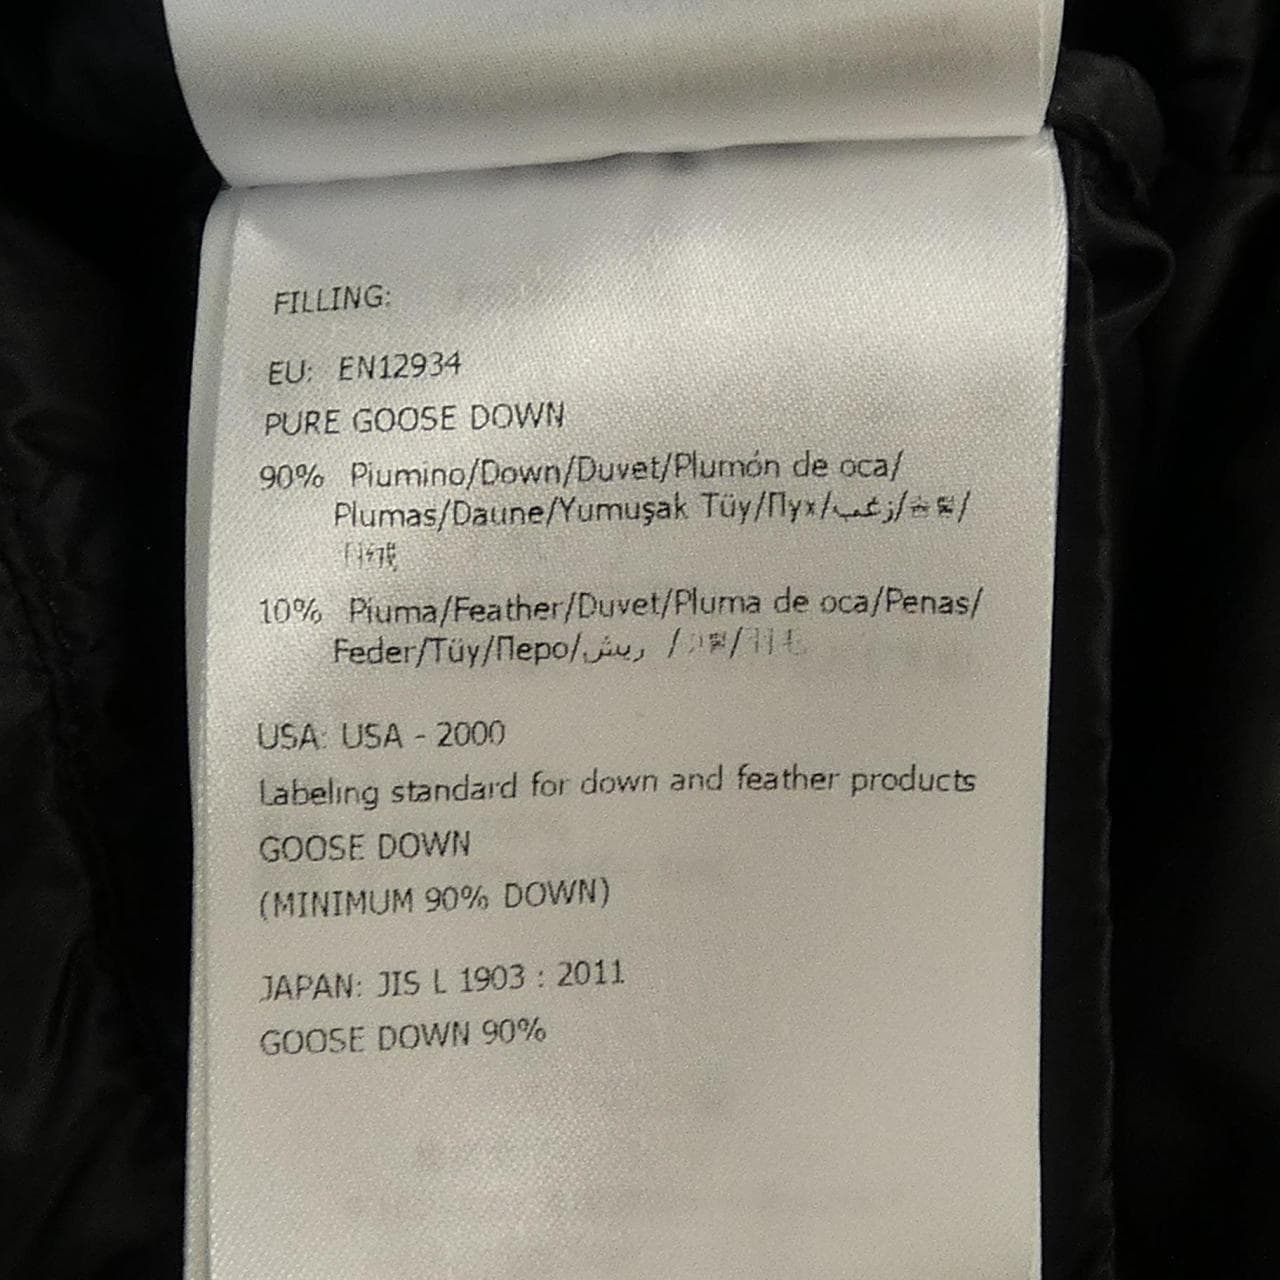 FILLING:
EU: EN12934
PURE GOOSE DOWN
90% Piumino/Down/Duvet/Plumón de oca/
Plumas/Daune/Yumuşak Tüy/Пух/زغب/
10% Piuma/Feather/Duvet/Pluma de oca/Penas/
Feder/Tüy/Перо/ريش /
USA: USA - 2000
Labeling standard for down and feather products
GOOSE DOWN
(MINIMUM 90% DOWN)
JAPAN: JIS L 1903 : 2011
GOOSE DOWN 90%